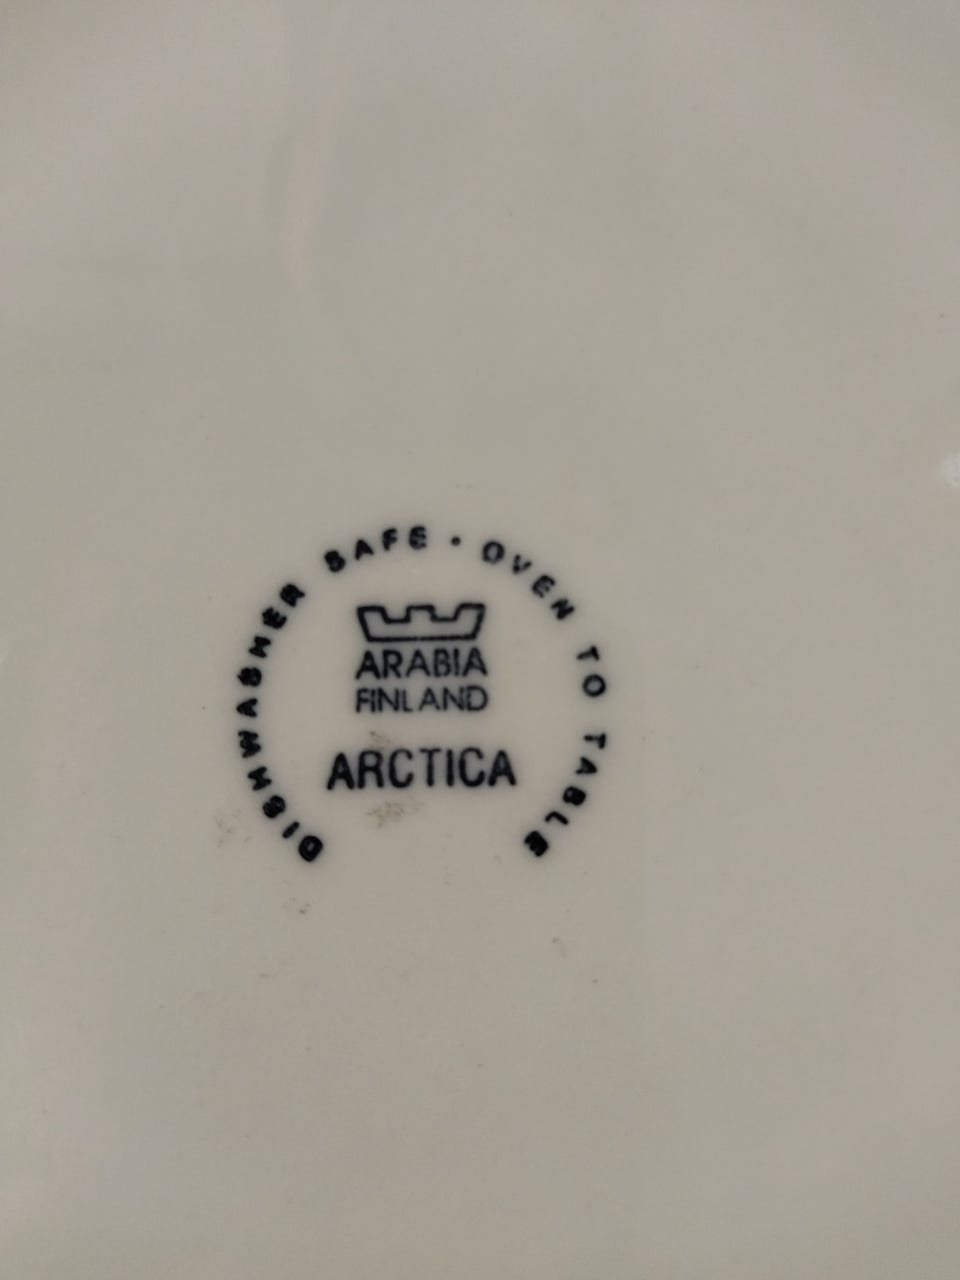 DISHWASHER SAFE · OVEN TO TABLE
ARABIA
FINLAND
ARCTICA